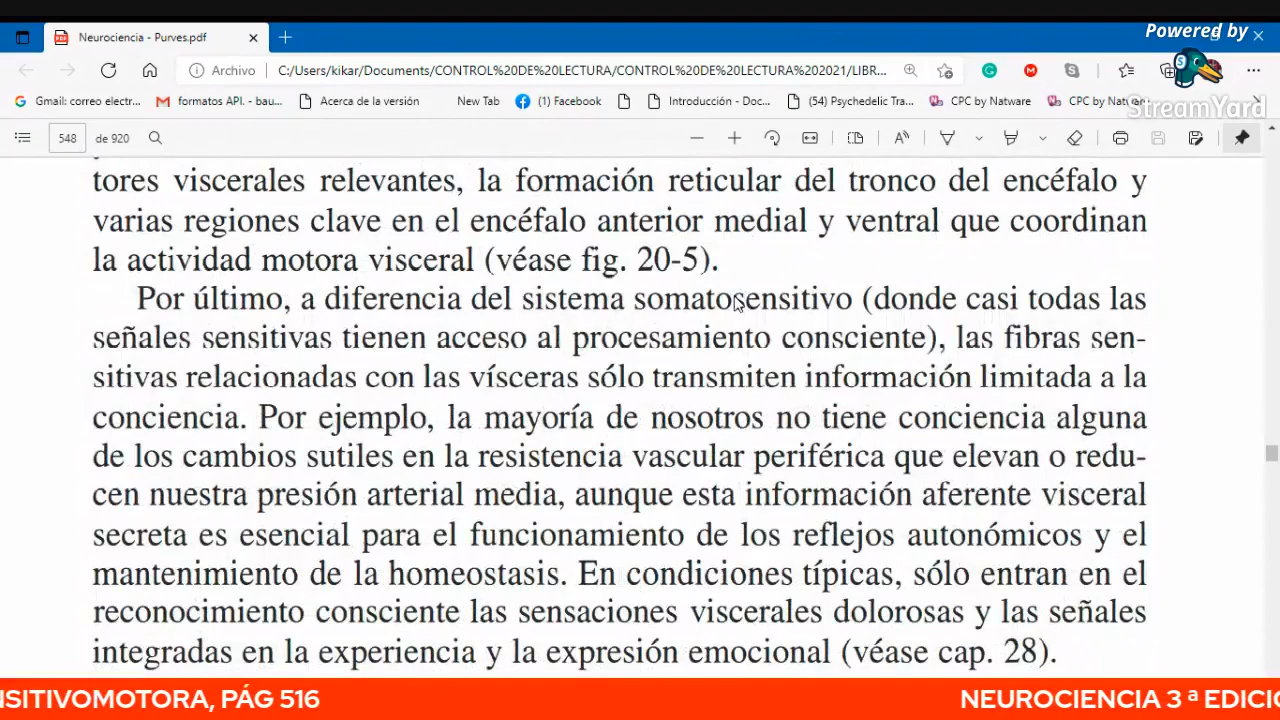 Powered by
Neurociencia - Purves.pdf
StreamYard
Archivo C:/Users/kikar/Documents/CONTROL%20DE%20LECTURA/CONTROL%20DE%20LECTURA%202021/LIBR...
Gmail: correo electr... formatos API. - bau... Acerca de la versión New Tab (1) Facebook Introducción - Doc... (54) Psychedelic Tra... CPC by Natware CPC by Natware
548 de 920
tores viscerales relevantes, la formación reticular del tronco del encéfalo y
varias regiones clave en el encéfalo anterior medial y ventral que coordinan
la actividad motora visceral (véase fig. 20-5).
Por último, a diferencia del sistema somatosensitivo (donde casi todas las
señales sensitivas tienen acceso al procesamiento consciente), las fibras sen-
sitivas relacionadas con las vísceras sólo transmiten información limitada a la
conciencia. Por ejemplo, la mayoría de nosotros no tiene conciencia alguna
de los cambios sutiles en la resistencia vascular periférica que elevan o redu-
cen nuestra presión arterial media, aunque esta información aferente visceral
secreta es esencial para el funcionamiento de los reflejos autonómicos y el
mantenimiento de la homeostasis. En condiciones típicas, sólo entran en el
reconocimiento consciente las sensaciones viscerales dolorosas y las señales
integradas en la experiencia y la expresión emocional (véase cap. 28).
NSITIVOMOTORA, PÁG 516 NEUROCIENCIA 3 ª EDICIO